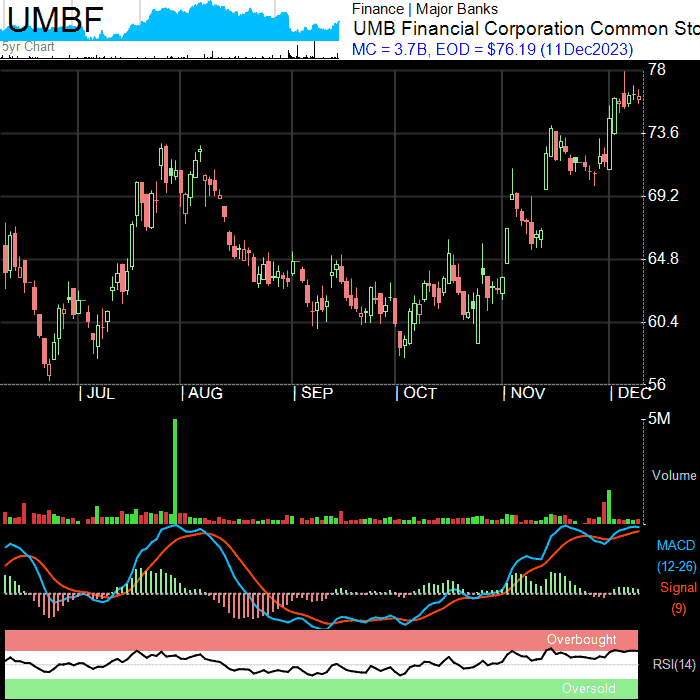 UMBF
5yr Chart
Finance | Major Banks
UMB Financial Corporation Common Sto
MC = 3.7B, EOD = $76.19 (11Dec2023)
78
73.6
69.2
64.8
60.4
56
JUL AUG SEP OCT NOV DEC
5M
Volume
MACD
(12-26)
Signal
(9)
Overbought
RSI(14)
Oversold